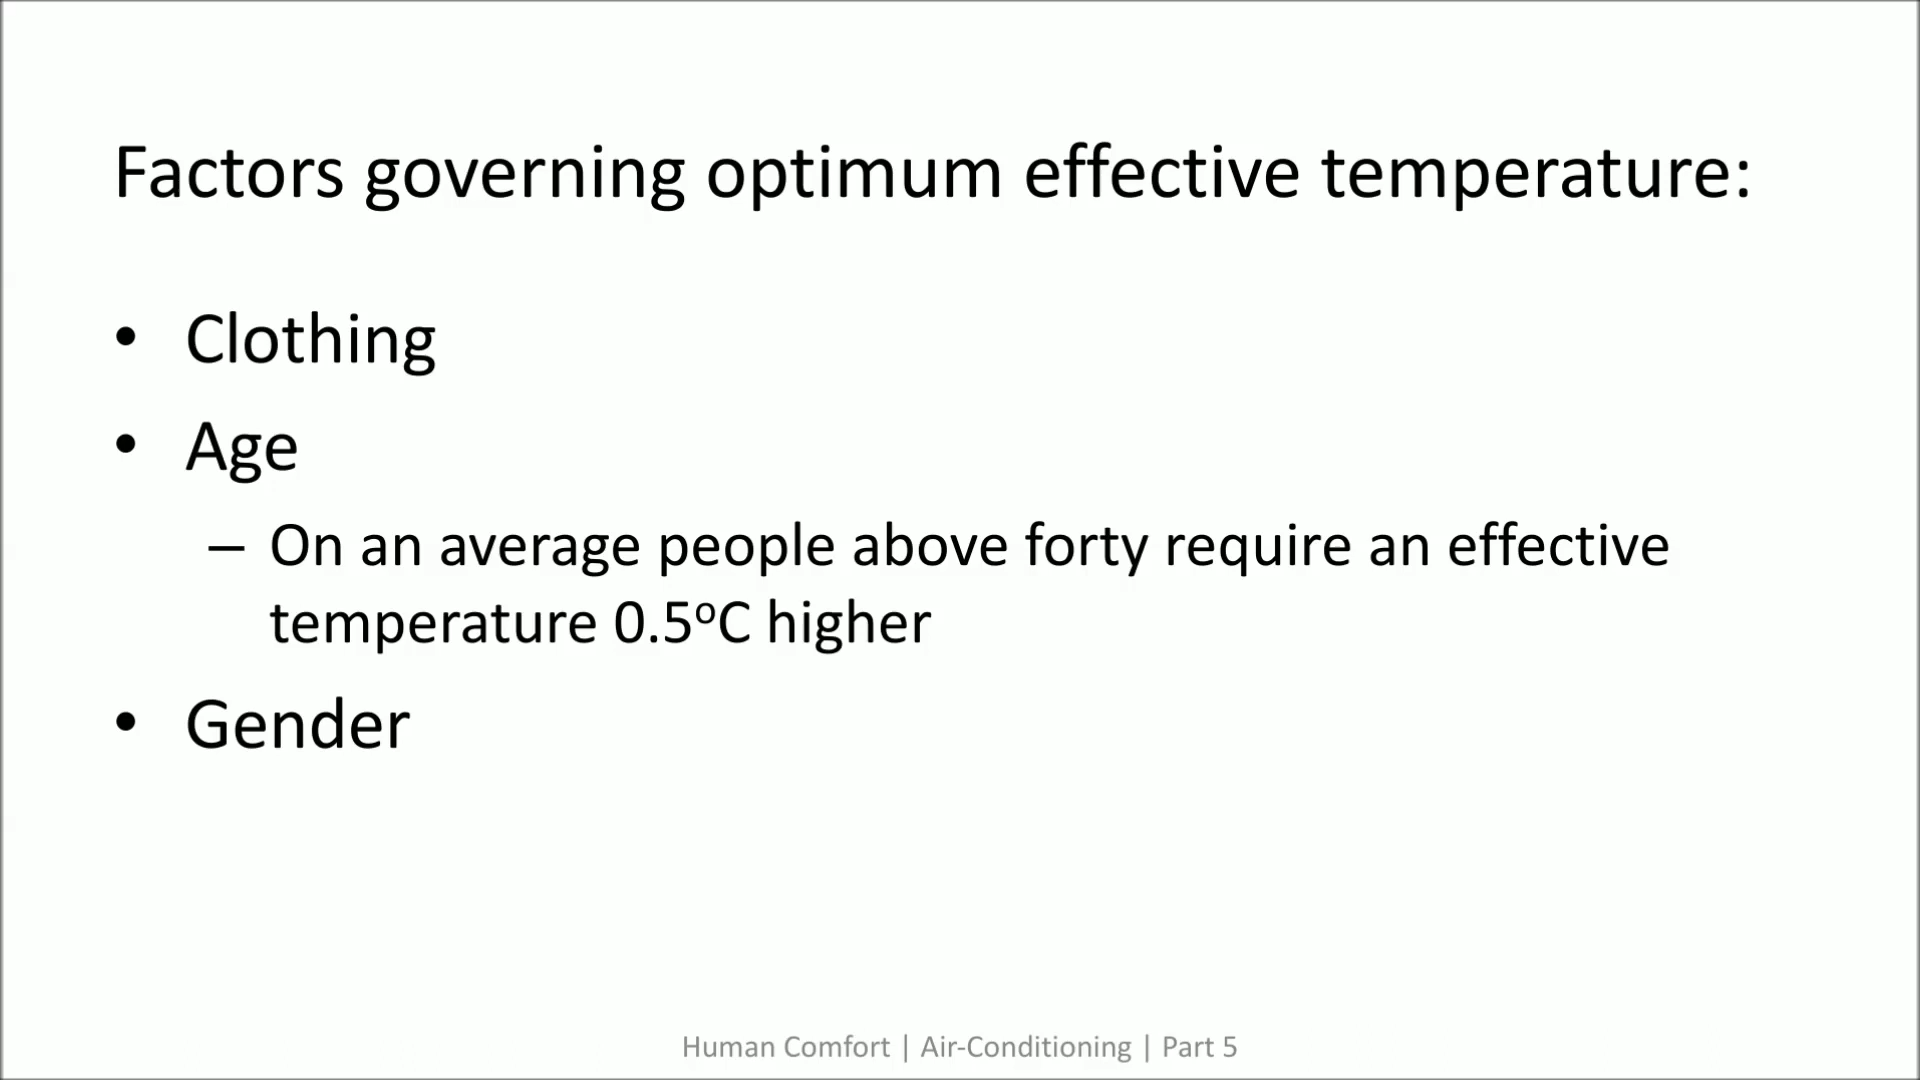 Factors governing optimum effective temperature:
• Clothing
• Age
– On an average people above forty require an effective
temperature 0.5ºC higher
• Gender
Human Comfort | Air-Conditioning | Part 5